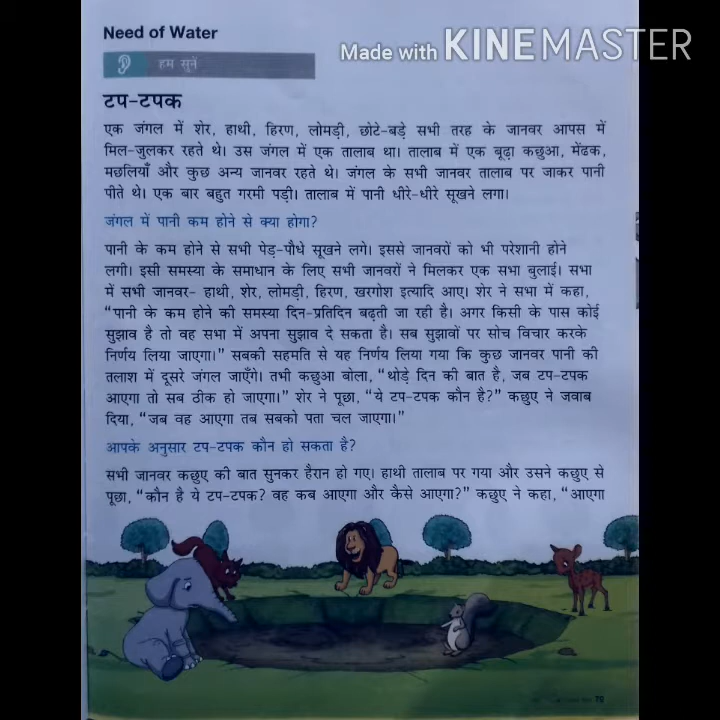 Need of Water
Made with KINEMASTER
हम सुनें
टप-टपक
एक जंगल में शेर, हाथी, हिरण, लोमड़ी, छोटे-बड़े सभी तरह के जानवर आपस में
मिल-जुलकर रहते थे। उस जंगल में एक तालाब था। तालाब में एक बूढ़ा कछुआ, मेंढक,
मछलियाँ और कुछ अन्य जानवर रहते थे। जंगल के सभी जानवर तालाब पर जाकर पानी
पीते थे। एक बार बहुत गरमी पड़ी। तालाब में पानी धीरे-धीरे सूखने लगा।
जंगल में पानी कम होने से क्या होगा?
पानी के कम होने से सभी पेड़-पौधे सूखने लगे। इससे जानवरों को भी परेशानी होने
लगी। इसी समस्या के समाधान के लिए सभी जानवरों ने मिलकर एक सभा बुलाई। सभा
में सभी जानवर- हाथी, शेर, लोमड़ी, हिरण, खरगोश इत्यादि आए। शेर ने सभा में कहा,
“पानी के कम होने की समस्या दिन-प्रतिदिन बढ़ती जा रही है। अगर किसी के पास कोई
सुझाव है तो वह सभा में अपना सुझाव दे सकता है। सब सुझावों पर सोच विचार करके
निर्णय लिया जाएगा।” सबकी सहमति से यह निर्णय लिया गया कि कुछ जानवर पानी की
तलाश में दूसरे जंगल जाएँगे। तभी कछुआ बोला, “थोड़े दिन की बात है, जब टप-टपक
आएगा तो सब ठीक हो जाएगा।” शेर ने पूछा, “ये टप-टपक कौन है?” कछुए ने जवाब
दिया, “जब वह आएगा तब सबको पता चल जाएगा।”
आपके अनुसार टप-टपक कौन हो सकता है?
सभी जानवर कछुए की बात सुनकर हैरान हो गए। हाथी तालाब पर गया और उसने कछुए से
पूछा, “कौन है ये टप-टपक? वह कब आएगा और कैसे आएगा?” कछुए ने कहा, “आएगा